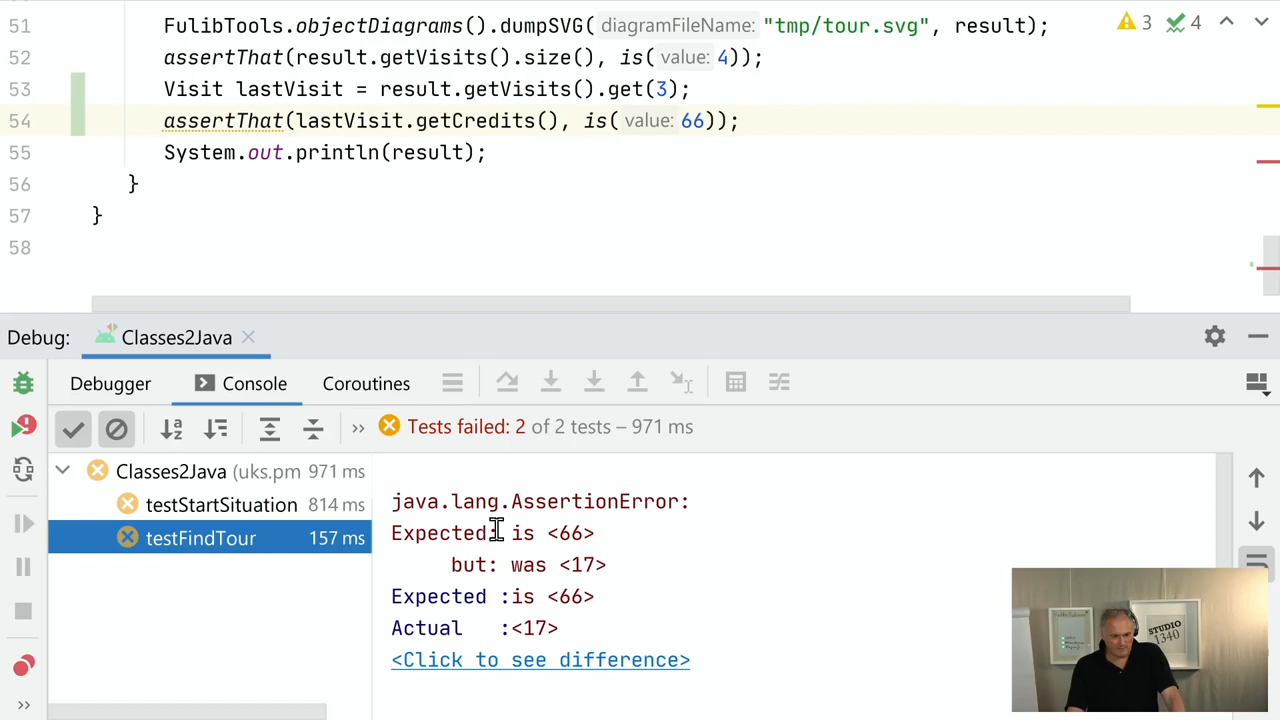 51 FulibTools.objectDiagrams().dumpSVG( diagramFileName: "tmp/tour.svg", result);
3 4
52 assertThat(result.getVisits().size(), is( value: 4));
53 Visit lastVisit = result.getVisits().get(3);
54 assertThat(lastVisit.getCredits(), is( value: 66));
55 System.out.println(result);
56 }
57 }
58
Debug: Classes2Java
Debugger Console Coroutines
>> Tests failed: 2 of 2 tests – 971 ms
Classes2Java (uks.pm 971 ms
testStartSituation 814 ms
testFindTour 157 ms
java.lang.AssertionError:
Expected: is <66>
but: was <17>
Expected :is <66>
Actual :<17>
<Click to see difference>
>>
STUDIO
1340